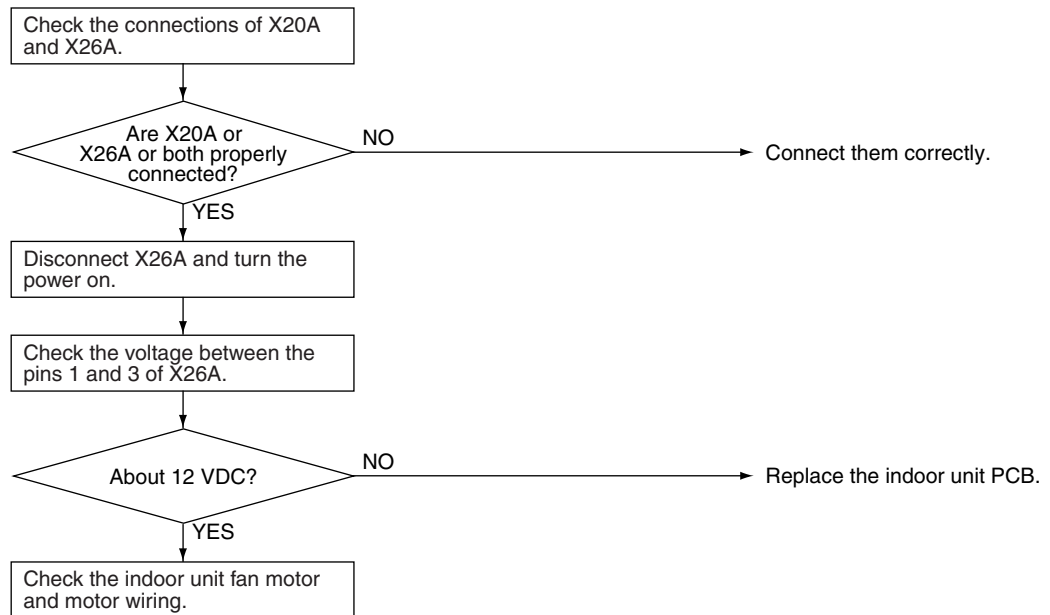 Check the connections of X20A
and X26A.
Are X20A or
X26A or both properly
connected?
NO
Connect them correctly.
YES
Disconnect X26A and turn the
power on.
Check the voltage between the
pins 1 and 3 of X26A.
About 12 VDC?
NO
Replace the indoor unit PCB.
YES
Check the indoor unit fan motor
and motor wiring.